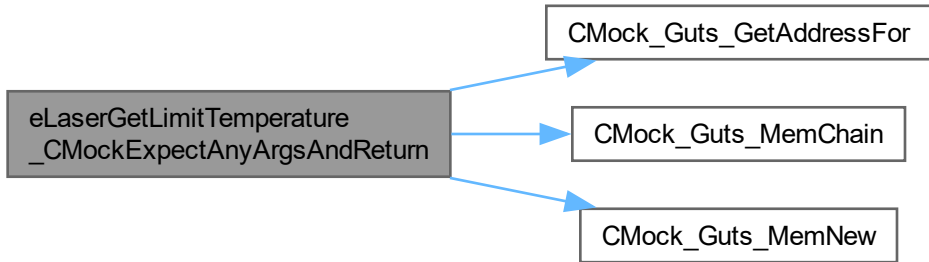 CMock_Guts_GetAddressFor
eLaserGetLimitTemperature
_CMockExpectAnyArgsAndReturn
CMock_Guts_MemChain
CMock_Guts_MemNew